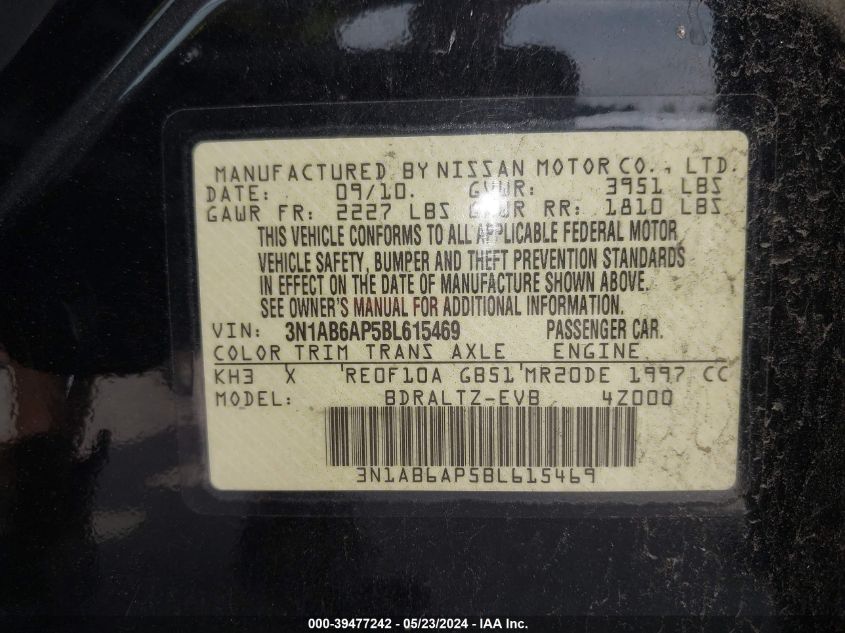 MANUFACTURED BY NISSAN MOTOR CO., LTD.
DATE: 09/10. GVWR: 3951 LBS
GAWR FR: 2227 LBS GAWR RR: 1810 LBS
THIS VEHICLE CONFORMS TO ALL APPLICABLE FEDERAL MOTOR
VEHICLE SAFETY, BUMPER AND THEFT PREVENTION STANDARDS
IN EFFECT ON THE DATE OF MANUFACTURE SHOWN ABOVE.
SEE OWNER'S MANUAL FOR ADDITIONAL INFORMATION.
VIN: 3N1AB6AP5BL615469 PASSENGER CAR.
COLOR TRIM TRANS AXLE ENGINE
KH3 X 'RE0F10A GB51'MR20DE 1997 CC
MODEL: BDRALTZ-EVB 4Z000
3N1AB6AP5BL615469
000-39477242 - 05/23/2024 - IAA Inc.